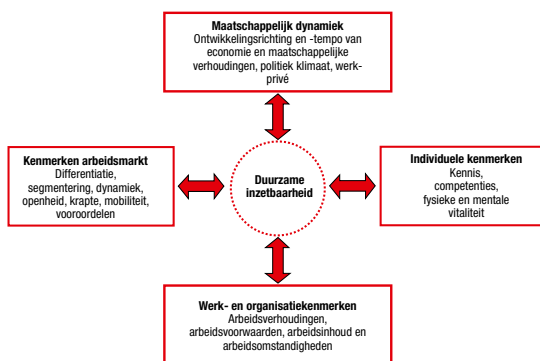 Maatschappelijk dynamiek
Ontwikkelingsrichting en -tempo van
economie en maatschappelijke
verhoudingen, politiek klimaat, werk-
privé
Kenmerken arbeidsmarkt
Differentiatie,
segmentering, dynamiek,
openheid, krapte, mobiliteit,
vooroordelen
Duurzame
inzetbaarheid
Individuele kenmerken
Kennis,
competenties,
fysieke en mentale
vitaliteit
Werk- en organisatiekenmerken
Arbeidsverhoudingen,
arbeidsvoorwaarden, arbeidsinhoud en
arbeidsomstandigheden